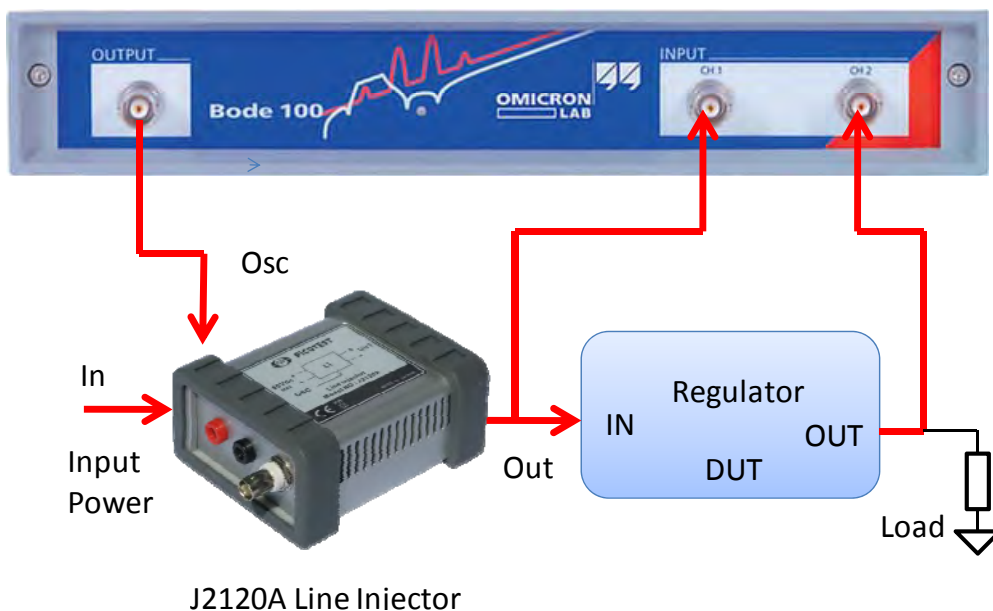 OUTPUT
INPUT
CH 1
CH 2
Bode 100
®
OMICRON
LAB
Osc
PICOTEST
In
Input
Power
Out
IN
Regulator
OUT
DUT
Load
J2120A Line Injector